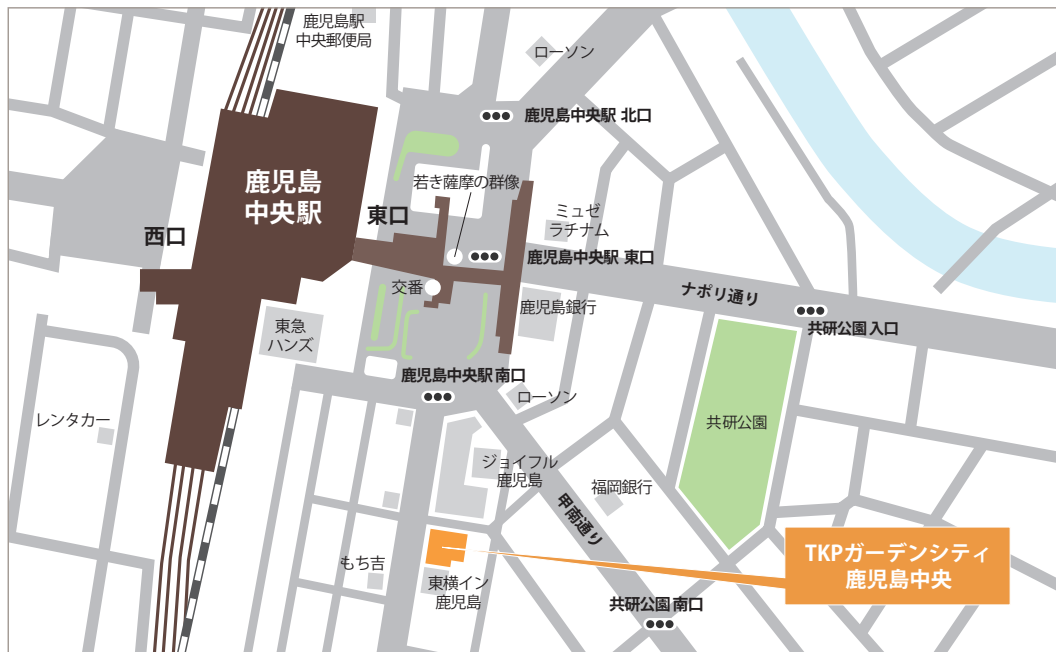 鹿児島駅
中央郵便局
ローソン
鹿児島中央駅 北口
鹿児島
中央駅
若き薩摩の群像
東口
西口
ミュゼ
ラチナム
鹿児島中央駅 東口
交番
鹿児島銀行
ナポリ通り
共研公園 入口
東急
ハンズ
鹿児島中央駅 南口
ローソン
レンタカー
共研公園
ジョイフル
鹿児島
福岡銀行
甲南通り
もち吉
東横イン
鹿児島
TKPガーデンシティ
鹿児島中央
共研公園 南口